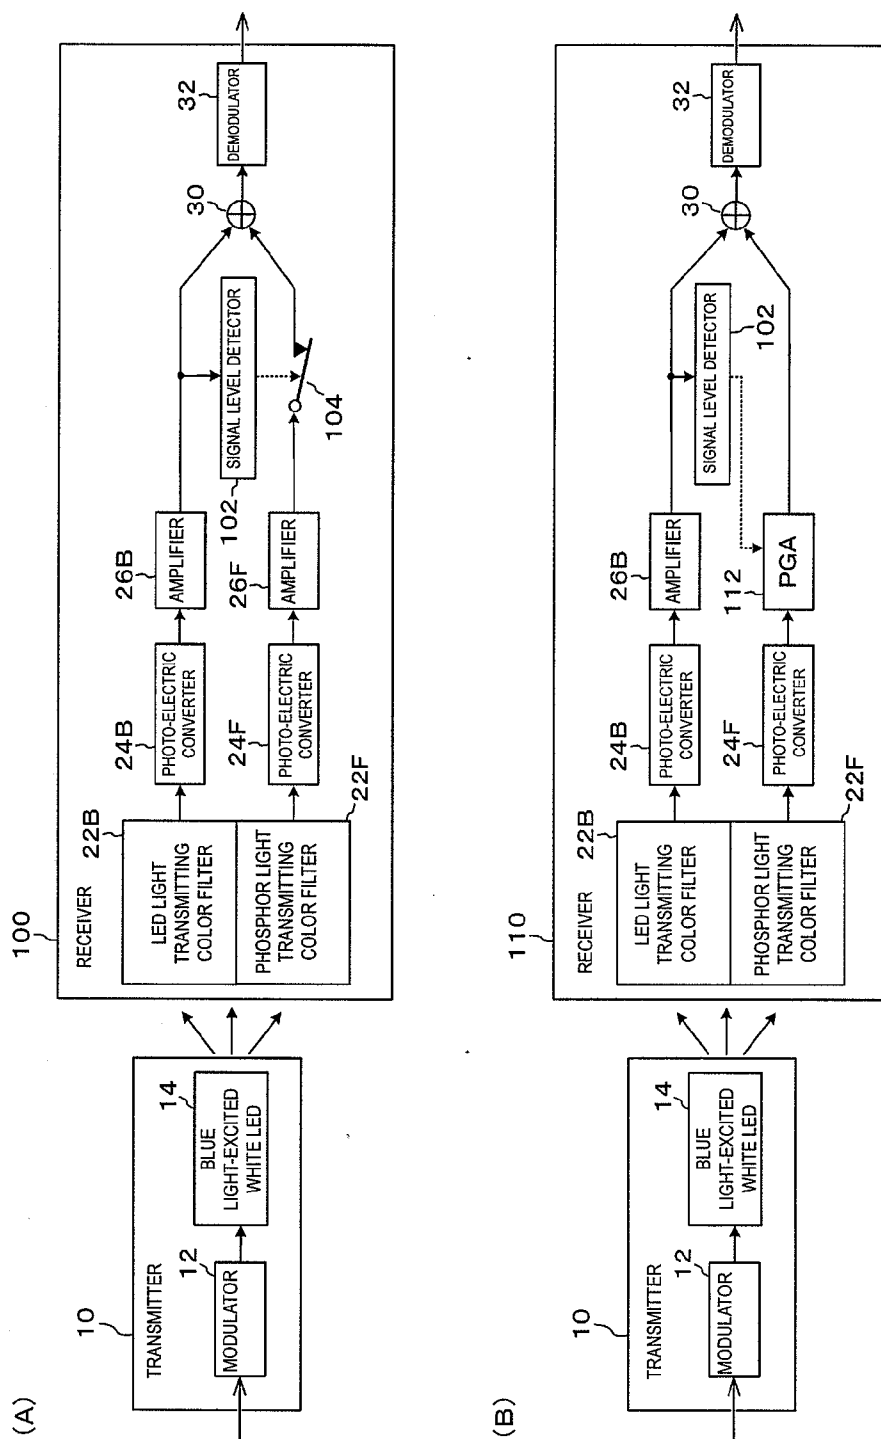 (A)
10
TRANSMITTER
12
MODULATOR
14
BLUE
LIGHT-EXCITED
WHITE LED
100
RECEIVER
22B
LED LIGHT
TRANSMITTING
COLOR FILTER
PHOSPHOR LIGHT
TRANSMITTING
COLOR FILTER
22F
24B
PHOTO-ELECTRIC
CONVERTER
24F
PHOTO-ELECTRIC
CONVERTER
26B
AMPLIFIER
26F
AMPLIFIER
102
SIGNAL LEVEL DETECTOR
104
30
32
DEMODULATOR
(B)
10
TRANSMITTER
12
MODULATOR
14
BLUE
LIGHT-EXCITED
WHITE LED
110
RECEIVER
22B
LED LIGHT
TRANSMITTING
COLOR FILTER
PHOSPHOR LIGHT
TRANSMITTING
COLOR FILTER
22F
24B
PHOTO-ELECTRIC
CONVERTER
24F
PHOTO-ELECTRIC
CONVERTER
26B
AMPLIFIER
112
PGA
SIGNAL LEVEL DETECTOR
102
30
32
DEMODULATOR